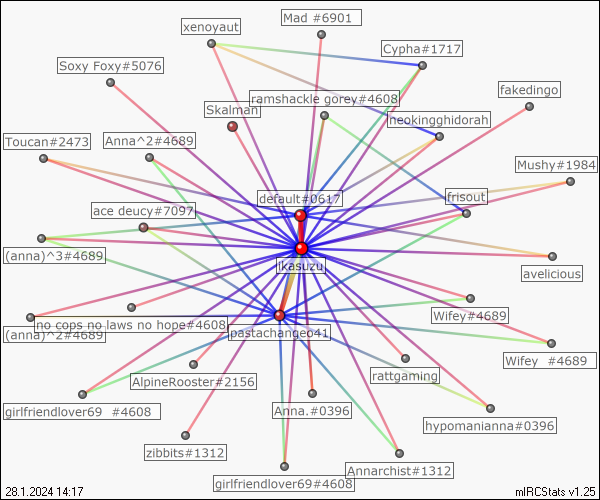 Mad #6901
xenoyaut
Cypha#1717
Soxy Foxy#5076
fakedingo
ramshackle gorey#4608
Skalman
neokingghidorah
Toucan#2473
Anna^2#4689
Mushy#1984
default#0617
frisout
ace deucy#7097
(anna)^3#4689
jkasuzu
avelicious
Wifey#4689
no cops no laws no hope#4608
(anna)^2#4689
pastachange041
Wifey #4689
rattgaming
AlpineRooster#2156
girlfriendlover69 #4608
Anna.#0396
hypomanianna#0396
zibbits#1312
Annarchist#1312
girlfriendlover69#4608
28.1.2024 14:17
mIRCStats v1.25